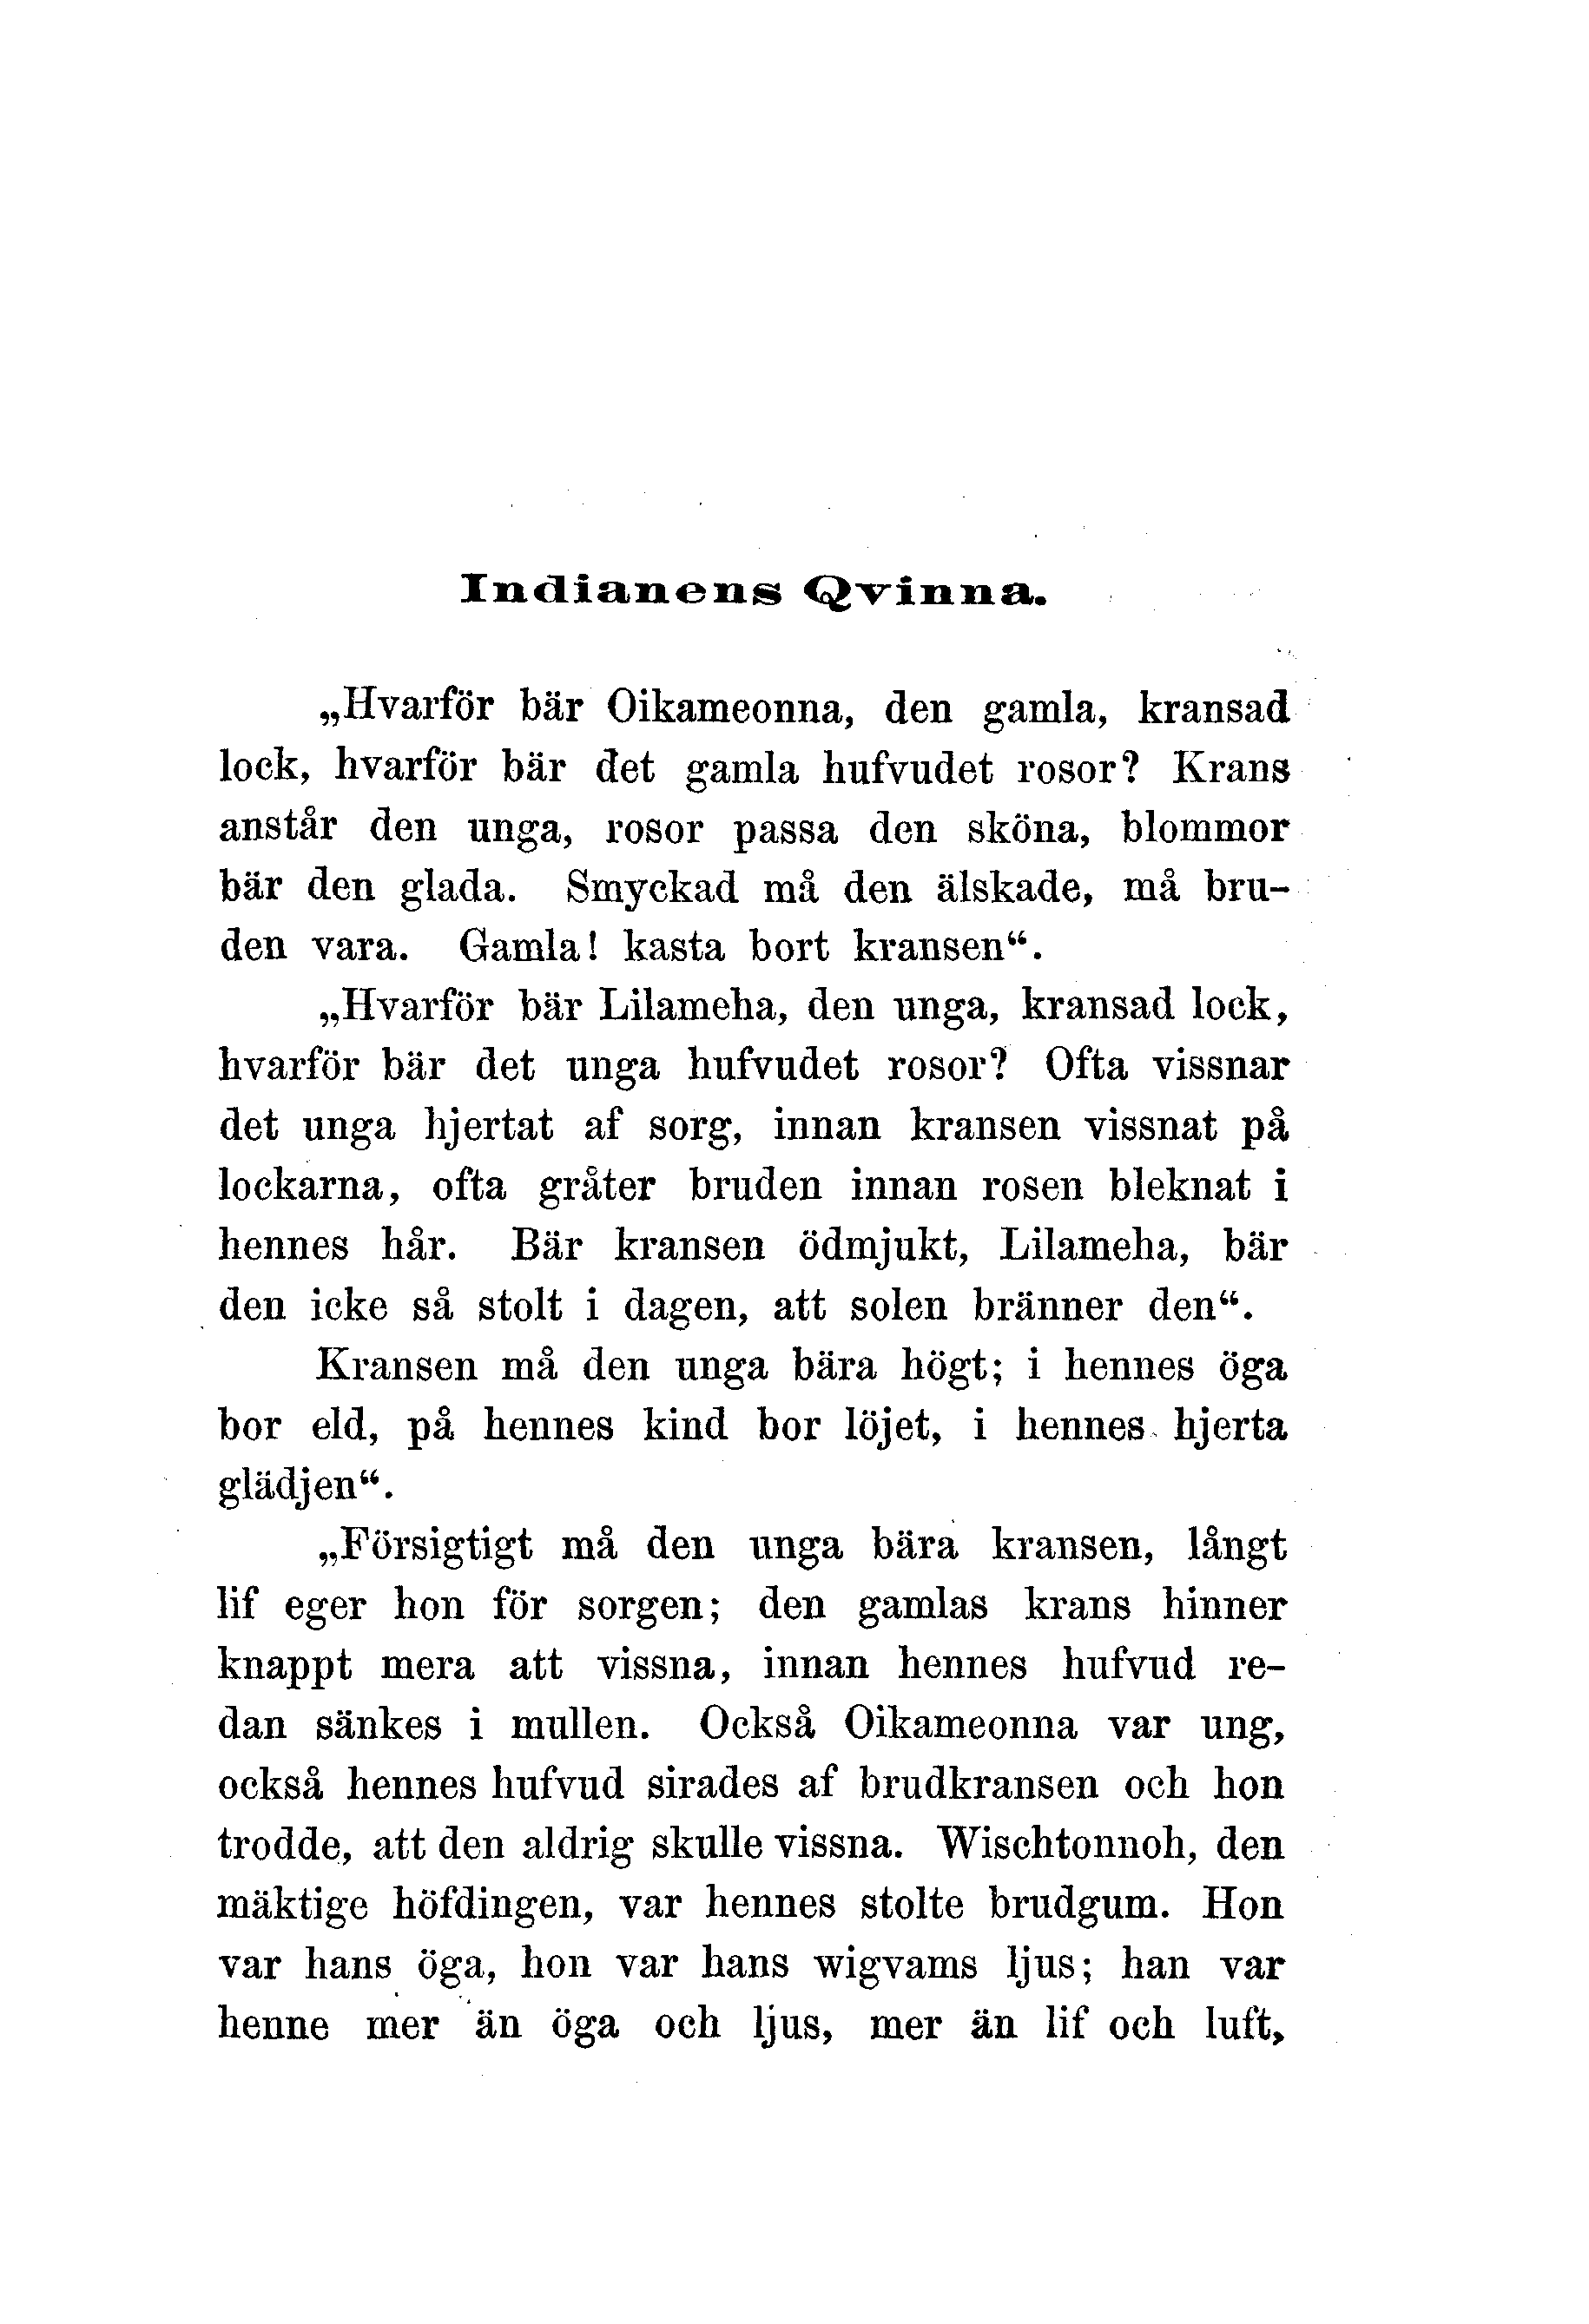 Indianens Qvinna.
„Hvarför bär Oikameonna, den gamla, kransad
lock, hvarför bär det gamla hufvudet rosor? Krans
anstår den unga, rosor passa den sköna, blommor
bär den glada. Smyckad må den älskade, må bru-
den vara. Gamla! kasta bort kransen“.
„Hvarför bär Lilameha, den unga, kransad lock,
hvarför bär det unga hufvudet rosor? Ofta vissnar
det unga hjertat af sorg, innan kransen vissnat på
lockarna, ofta gråter bruden innan rosen bleknat i
hennes hår. Bär kransen ödmjukt, Lilameha, bär
den icke så stolt i dagen, att solen bränner den“.
Kransen må den unga bära högt; i hennes öga
bor eld, på hennes kind bor löjet, i hennes hjerta
glädjen“.
„Försigtigt må den unga bära kransen, långt
lif eger hon för sorgen; den gamlas krans hinner
knappt mera att vissna, innan hennes hufvud re-
dan sänkes i mullen. Också Oikameonna var ung,
också hennes hufvud sirades af brudkransen och hon
trodde, att den aldrig skulle vissna. Wischtonnoh, den
mäktige höfdingen, var hennes stolte brudgum. Hon
var hans öga, hon var hans wigvams ljus; han var
henne mer än öga och ljus, mer än lif och luft,